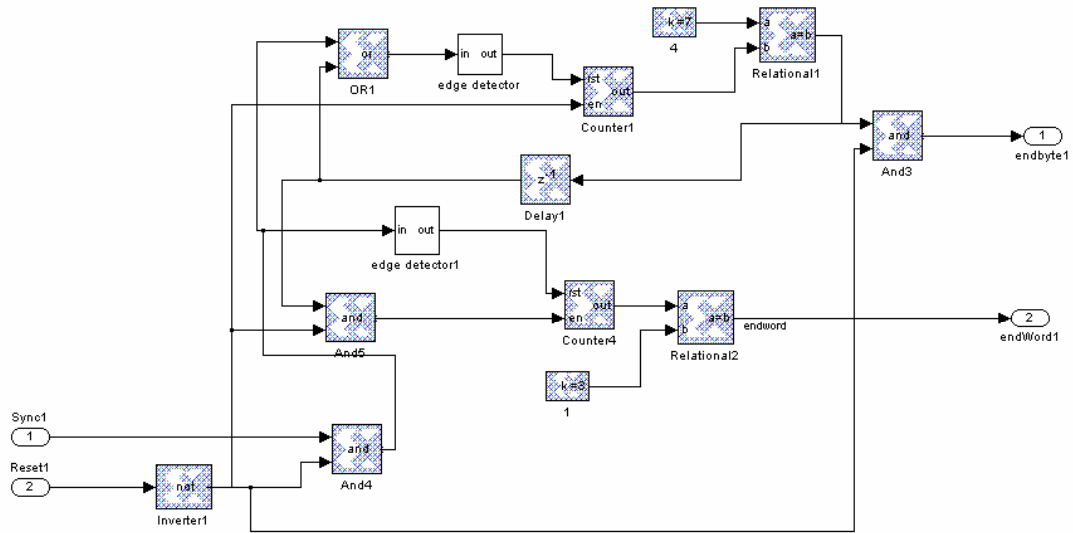 or
OR1
in out
edge detector
k=7
4
a
b
a=b
Relational1
rst
en
out
Counter1
and
And3
1
endbyte1
z-1
Delay1
in out
edge detector1
and
And5
rst
en
out
Counter4
a
b
a=b
Relational2
endword
2
endWord1
k=3
1
Sync1
1
and
And4
Reset1
2
not
Inverter1